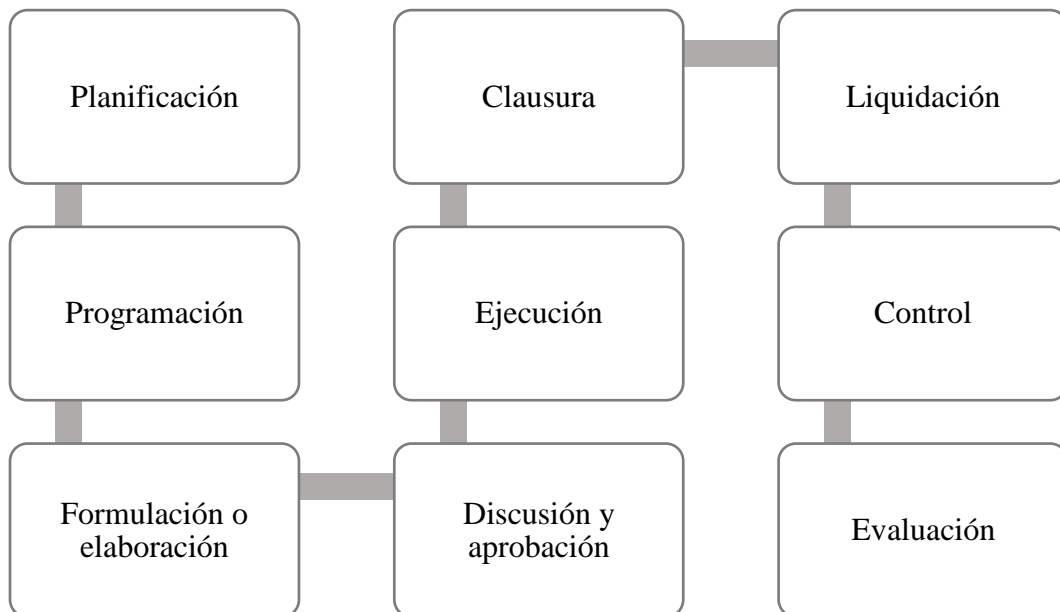 Planificación
Programación
Formulación o
elaboración
Discusión y
aprobación
Ejecución
Clausura
Liquidación
Control
Evaluación